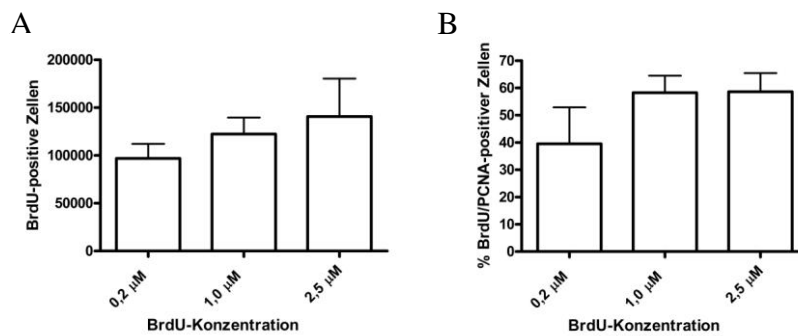 A
BrdU-positive Zellen
200000
150000
100000
50000
0
0,2 µM
1,0 µM
2,5 µM
BrdU-Konzentration
B
% BrdU/PCNA-positiver Zellen
70
60
50
40
30
20
10
0
0,2 µM
1,0 µM
2,5 µM
BrdU-Konzentration